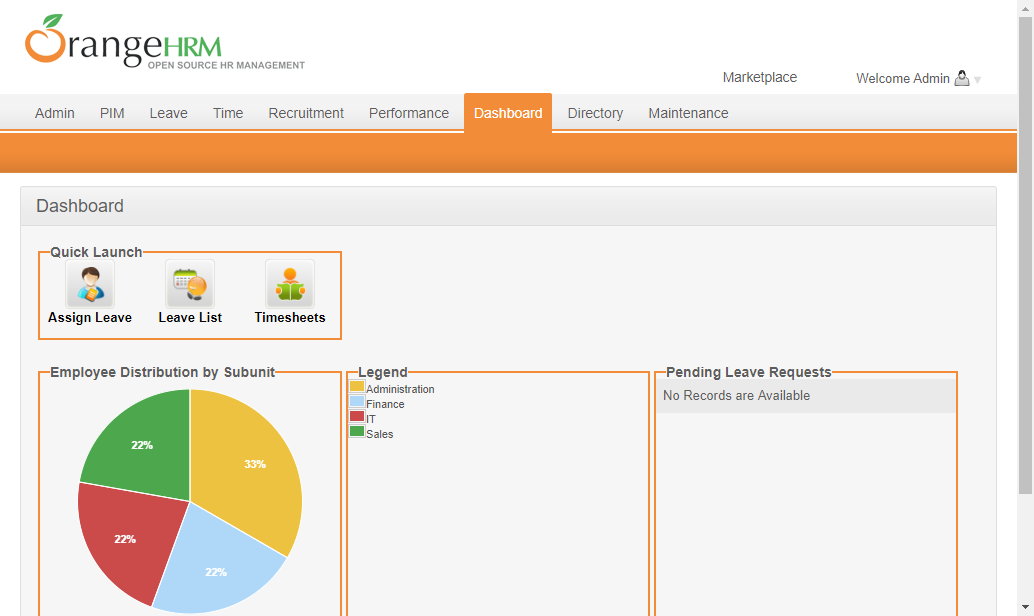 OrangeHRM
OPEN SOURCE HR MANAGEMENT
Marketplace
Welcome Admin
Admin PIM Leave Time Recruitment Performance Dashboard Directory Maintenance
Dashboard
Quick Launch
Assign Leave Leave List Timesheets
Employee Distribution by Subunit
22%
33%
22%
22%
Legend
Administration
Finance
IT
Sales
Pending Leave Requests
No Records are Available